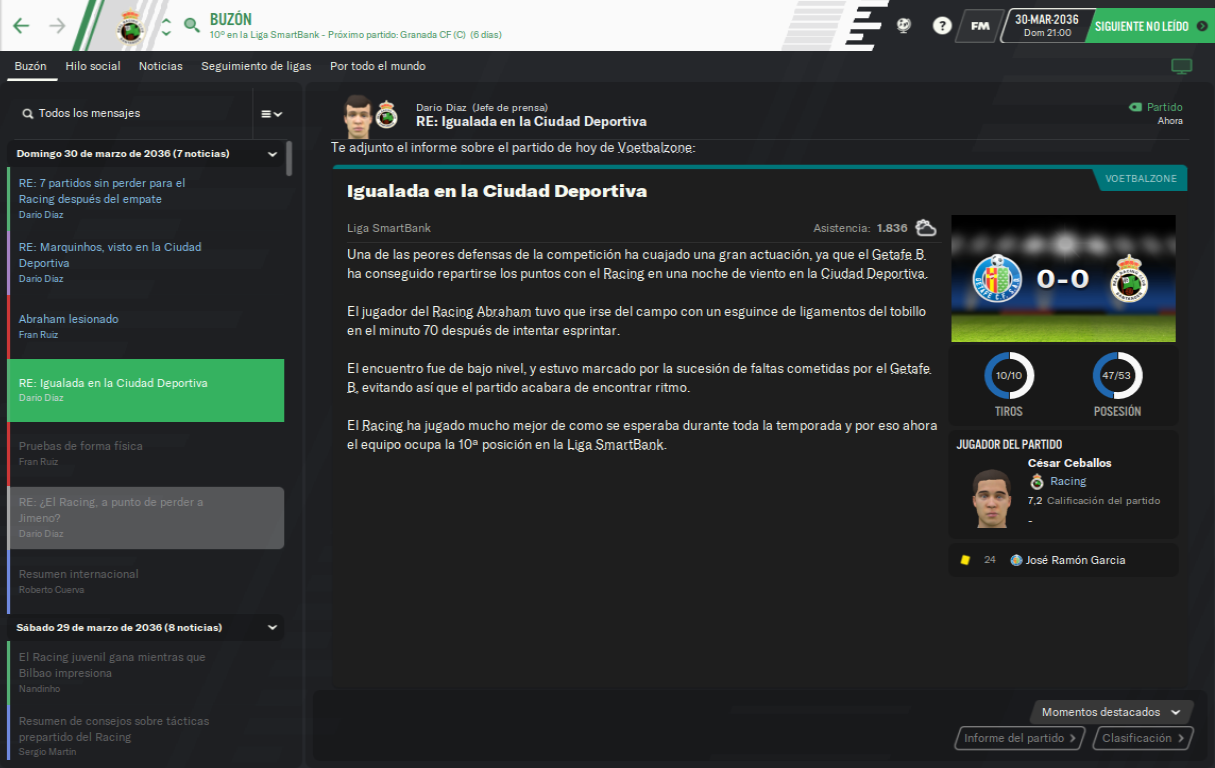 BUZÓN
10º en la Liga SmartBank - Próximo partido: Granada CF (C) (6 días)
FM
30-MAR-2036
Dom 21:00
SIGUIENTE NO LEÍDO
Buzón
Hilo social
Noticias
Seguimiento de ligas
Por todo el mundo
Todos los mensajes
Domingo 30 de marzo de 2036 (7 noticias)
RE: 7 partidos sin perder para el
Racing después del empate
Darío Díaz
RE: Marquinhos, visto en la Ciudad
Deportiva
Darío Díaz
Abraham lesionado
Fran Ruiz
RE: Igualada en la Ciudad Deportiva
Darío Díaz
Pruebas de forma física
Fran Ruiz
RE: ¿El Racing, a punto de perder a
Jimeno?
Darío Díaz
Resumen internacional
Roberto Cuerva
Sábado 29 de marzo de 2036 (8 noticias)
El Racing juvenil gana mientras que
Bilbao impresiona
Nandinho
Resumen de consejos sobre tácticas
prepartido del Racing
Sergio Martín
Darío Díaz (Jefe de prensa)
RE: Igualada en la Ciudad Deportiva
Partido
Ahora
Te adjunto el informe sobre el partido de hoy de Voetbalzone:
VOETBALZONE
Igualada en la Ciudad Deportiva
Liga SmartBank
Asistencia: 1.836
Una de las peores defensas de la competición ha cuajado una gran actuación, ya que el Getafe B.
ha conseguido repartirse los puntos con el Racing en una noche de viento en la Ciudad Deportiva.
El jugador del Racing Abraham tuvo que irse del campo con un esguince de ligamentos del tobillo
en el minuto 70 después de intentar esprintar.
El encuentro fue de bajo nivel, y estuvo marcado por la sucesión de faltas cometidas por el Getafe
B, evitando así que el partido acabara de encontrar ritmo.
El Racing ha jugado mucho mejor de como se esperaba durante toda la temporada y por eso ahora
el equipo ocupa la 10ª posición en la Liga SmartBank.
0-0
10/10
47/53
TIROS
POSESIÓN
JUGADOR DEL PARTIDO
César Ceballos
Racing
7,2 Calificación del partido
-
24 José Ramón García
Momentos destacados
Informe del partido
Clasificación